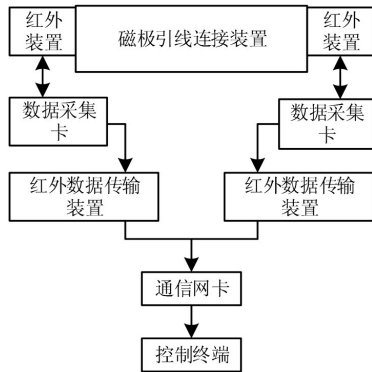 红外
装置
磁极引线连接装置
红外
装置
数据采集
卡
数据采集
卡
红外数据传输
装置
红外数据传输
装置
通信网卡
控制终端